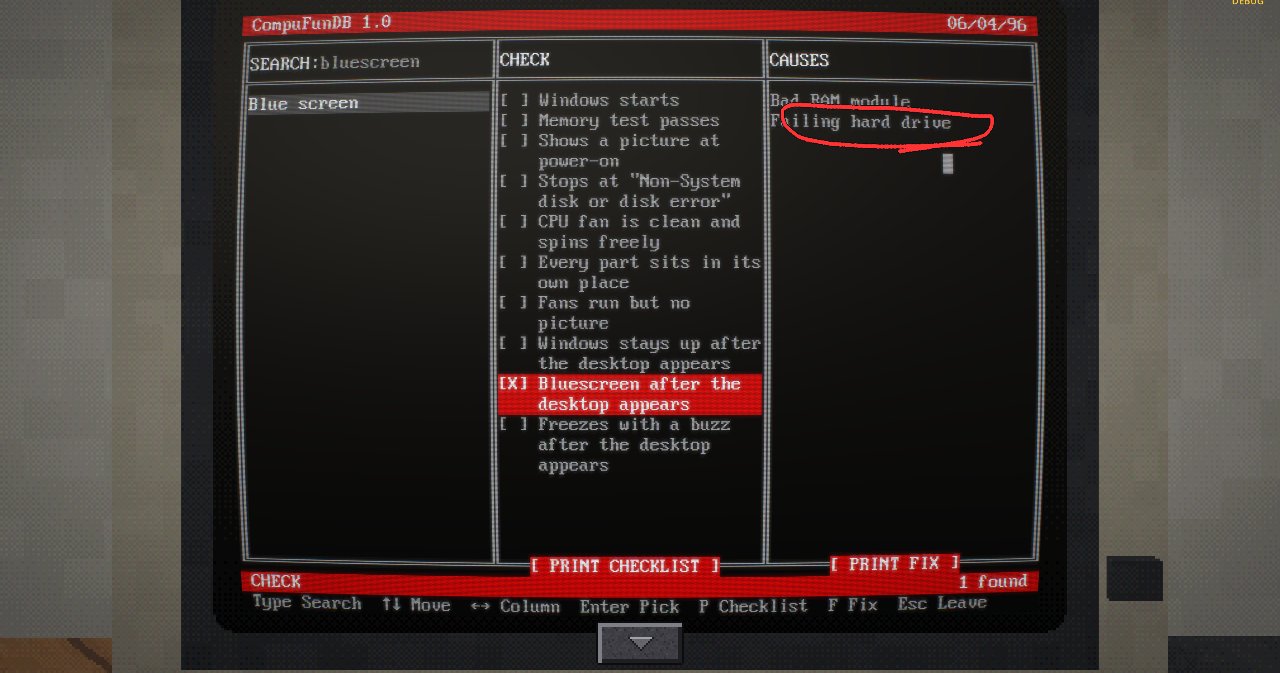 DEBUG
CompuFunDB 1.0 06/04/96
SEARCH:bluescreen
CHECK
CAUSES
Blue screen
[ ] Windows starts
[ ] Memory test passes
[ ] Shows a picture at
power-on
[ ] Stops at "Non-System
disk or disk error"
[ ] CPU fan is clean and
spins freely
[ ] Every part sits in its
own place
[ ] Fans run but no
picture
[ ] Windows stays up after
the desktop appears
[X] Bluescreen after the
desktop appears
[ ] Freezes with a buzz
after the desktop
appears
Bad RAM module
Failing hard drive
[ PRINT CHECKLIST ]
[ PRINT FIX ]
CHECK 1 found
Type Search ↑↓ Move ↔ Column Enter Pick P Checklist F Fix Esc Leave